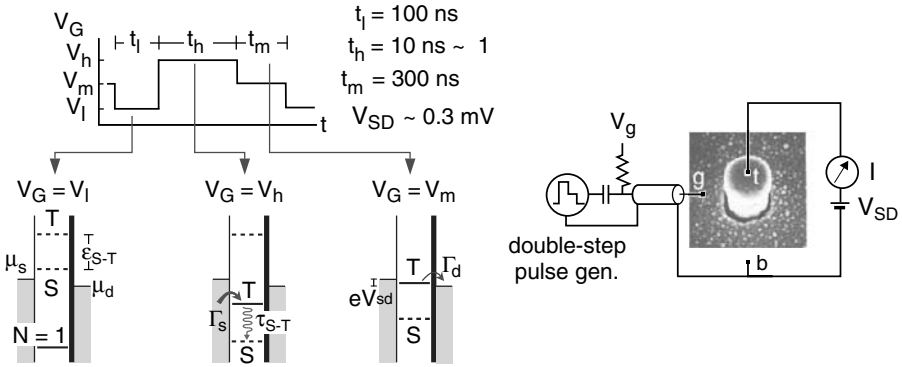 V_G
V_h
V_m
V_l
t_l
t_h
t_m
t
t_l = 100 ns
t_h = 10 ns ~ 1
t_m = 300 ns
V_SD ~ 0.3 mV
V_G = V_l
V_G = V_h
V_G = V_m
T
ε_S-T
μ_s
S
μ_d
N = 1
T
Γ_s
τ_S-T
S
T
Γ_d
eV_sd
S
V_g
g
t
I
V_SD
double-step
pulse gen.
b